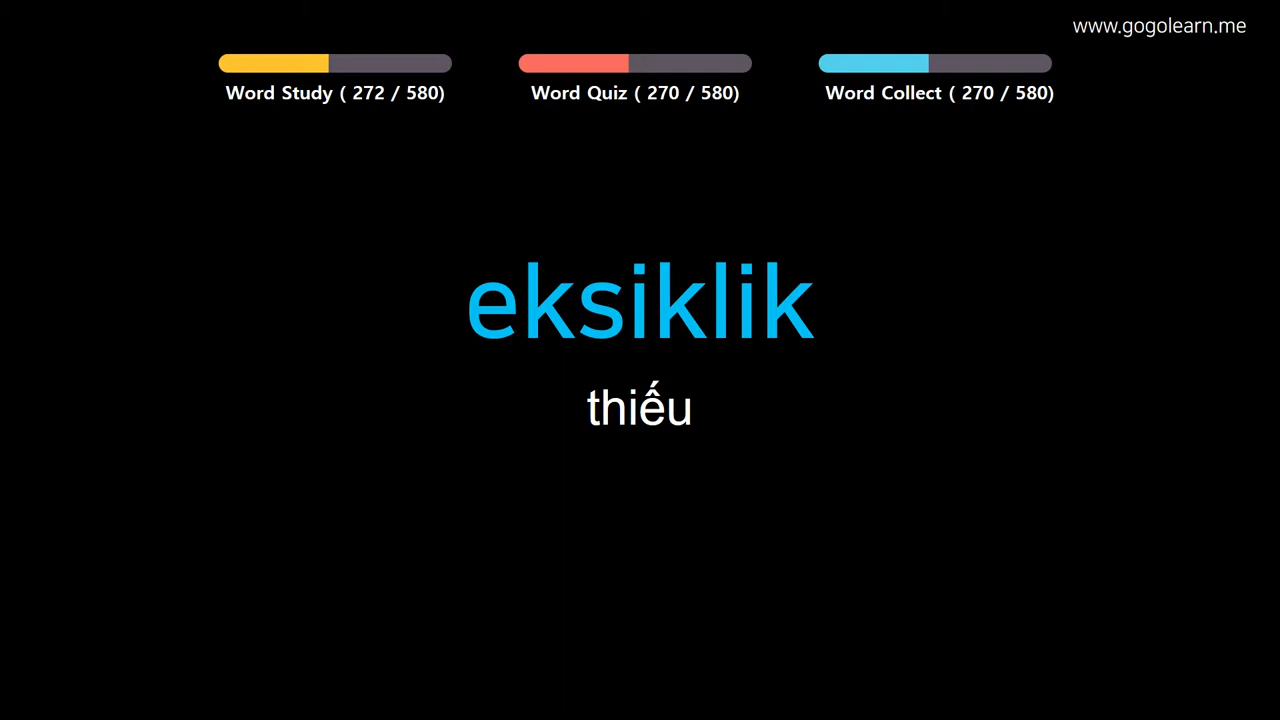 www.gogolearn.me
Word Study ( 272 / 580)
Word Quiz ( 270 / 580)
Word Collect ( 270 / 580)
eksiklik
thiếu